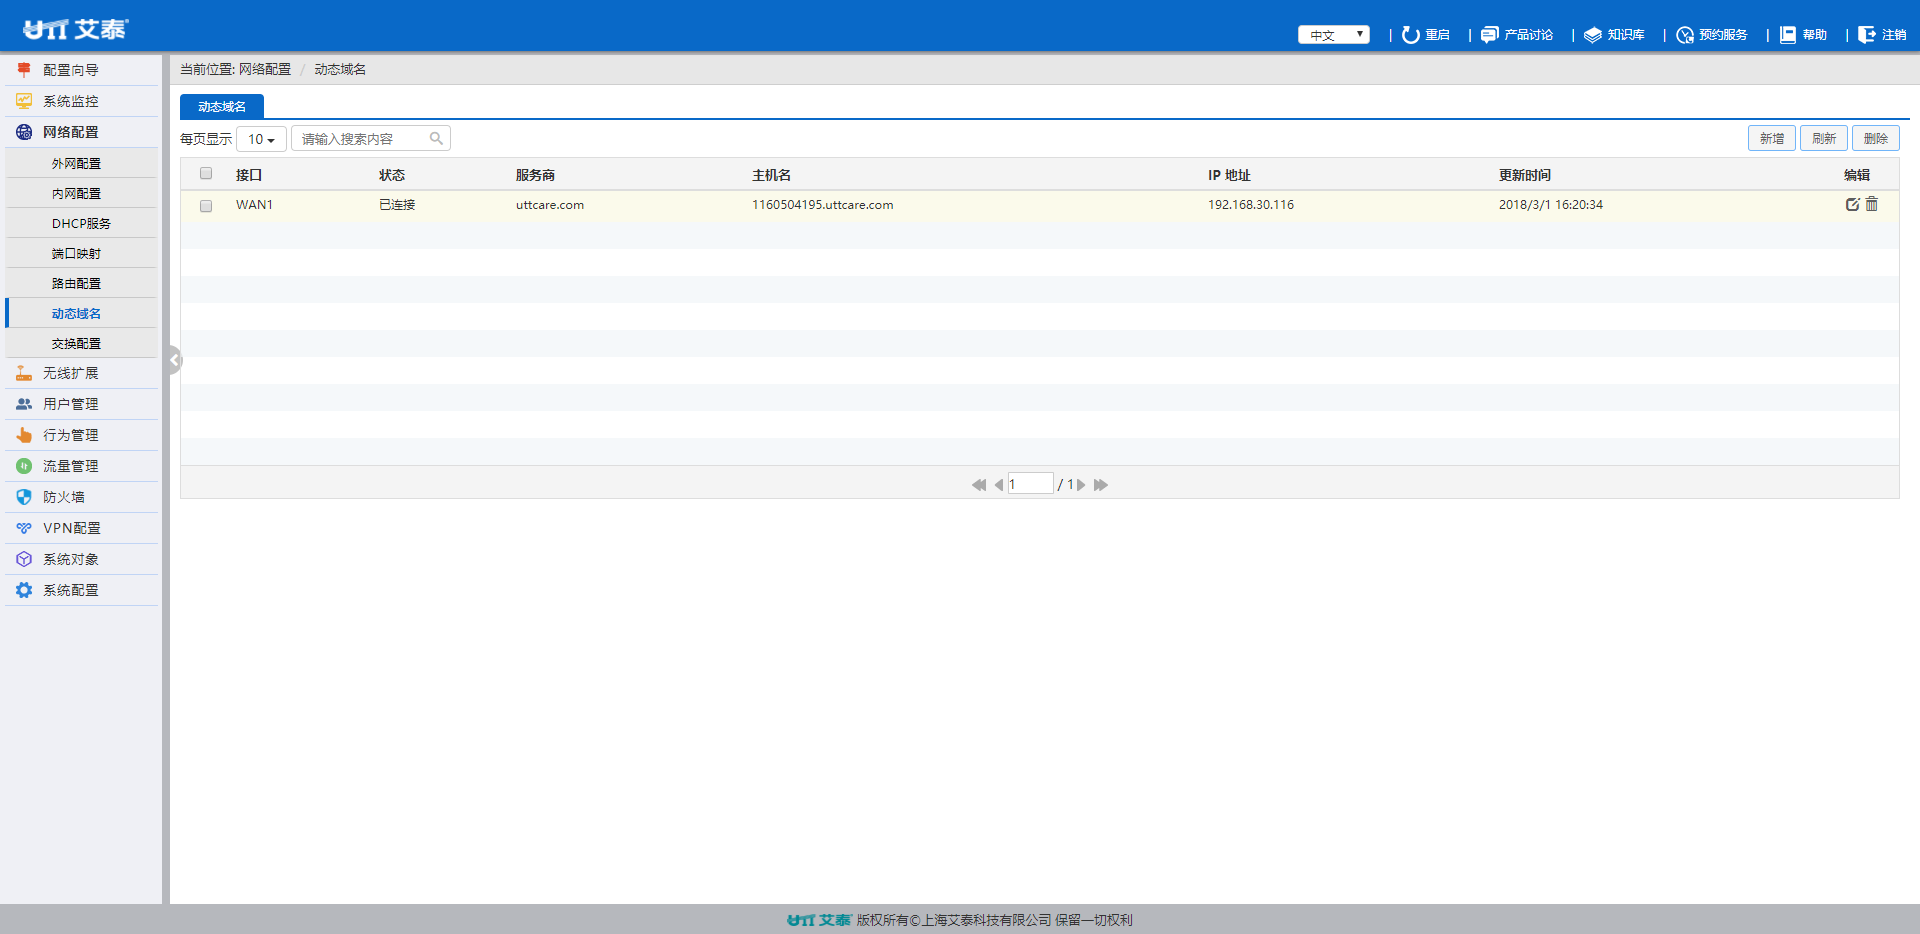 UTT 艾泰
中文 | 重启 | 产品讨论 | 知识库 | 预约服务 | 帮助 | 注销
配置向导
系统监控
网络配置
外网配置
内网配置
DHCP服务
端口映射
路由配置
动态域名
交换配置
无线扩展
用户管理
行为管理
流量管理
防火墙
VPN配置
系统对象
系统配置
当前位置: 网络配置 / 动态域名
动态域名
每页显示 10 请输入搜索内容 新增 刷新 删除
接口 状态 服务商 主机名 IP 地址 更新时间 编辑
WAN1 已连接 uttcare.com 1160504195.uttcare.com 192.168.30.116 2018/3/1 16:20:34
1 / 1
UTT 艾泰 版权所有©上海艾泰科技有限公司 保留一切权利